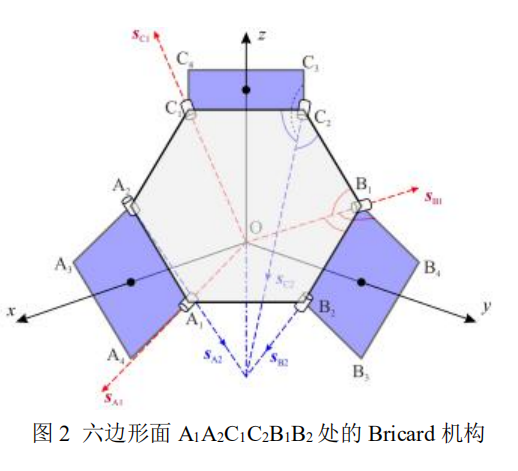 s_C1
z
C₄
C₃
C₁
C₂
A₂
B₁
s_B1
O
A₃
s_C2
B₄
x
y
A₁
B₂
s_A2
s_B2
A₄
B₃
s_A1
图 2 六边形面 A₁A₂C₁C₂B₁B₂ 处的 Bricard 机构